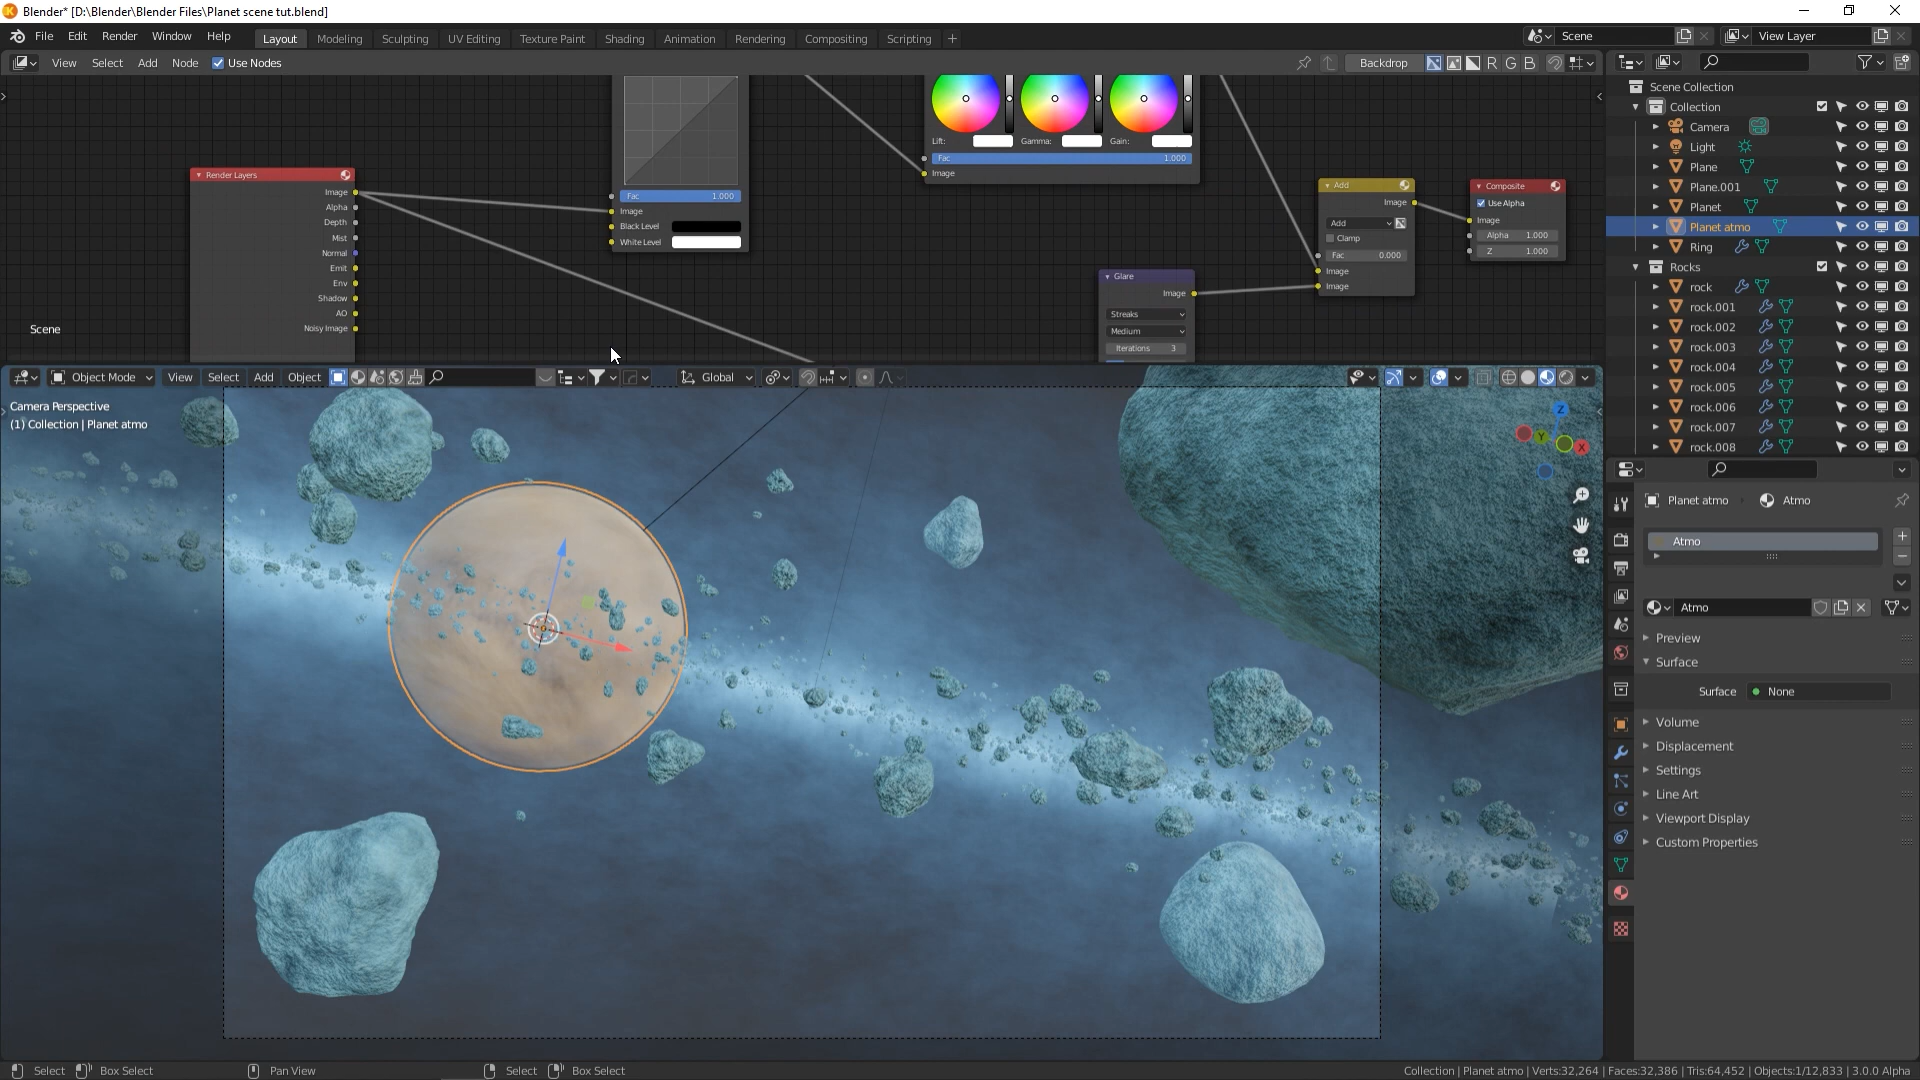 Blender* [D:\Blender\Blender Files\Planet scene tut.blend]
File Edit Render Window Help Layout Modeling Sculpting UV Editing Texture Paint Shading Animation Rendering Compositing Scripting + Scene View Layer
View Select Add Node Use Nodes Backdrop R G B
Scene Collection
Collection
Camera
Light
Plane
Plane.001
Planet
Planet atmo
Ring
Rocks
rock
rock.001
rock.002
rock.003
rock.004
rock.005
rock.006
rock.007
rock.008
Render Layers
Image
Alpha
Depth
Mist
Normal
Emit
Env
Shadow
AO
Noisy Image
Scene
Fac 1.000
Image
Black Level
White Level
Lift: Gamma: Gain:
Fac 1.000
Image
Glare
Image
Streaks
Medium
Iterations 3
Add
Image
Add
Clamp
Fac 0.000
Image
Image
Composite
Use Alpha
Image
Alpha 1.000
Z 1.000
Object Mode View Select Add Object Global
Camera Perspective
(1) Collection | Planet atmo
Z
Y
X
Planet atmo Atmo
Atmo
Atmo
Preview
Surface
Surface None
Volume
Displacement
Settings
Line Art
Viewport Display
Custom Properties
Select Box Select Pan View Select Box Select Collection | Planet atmo | Verts:32,264 | Faces:32,386 | Tris:64,452 | Objects:1/12,833 | 3.0.0 Alpha